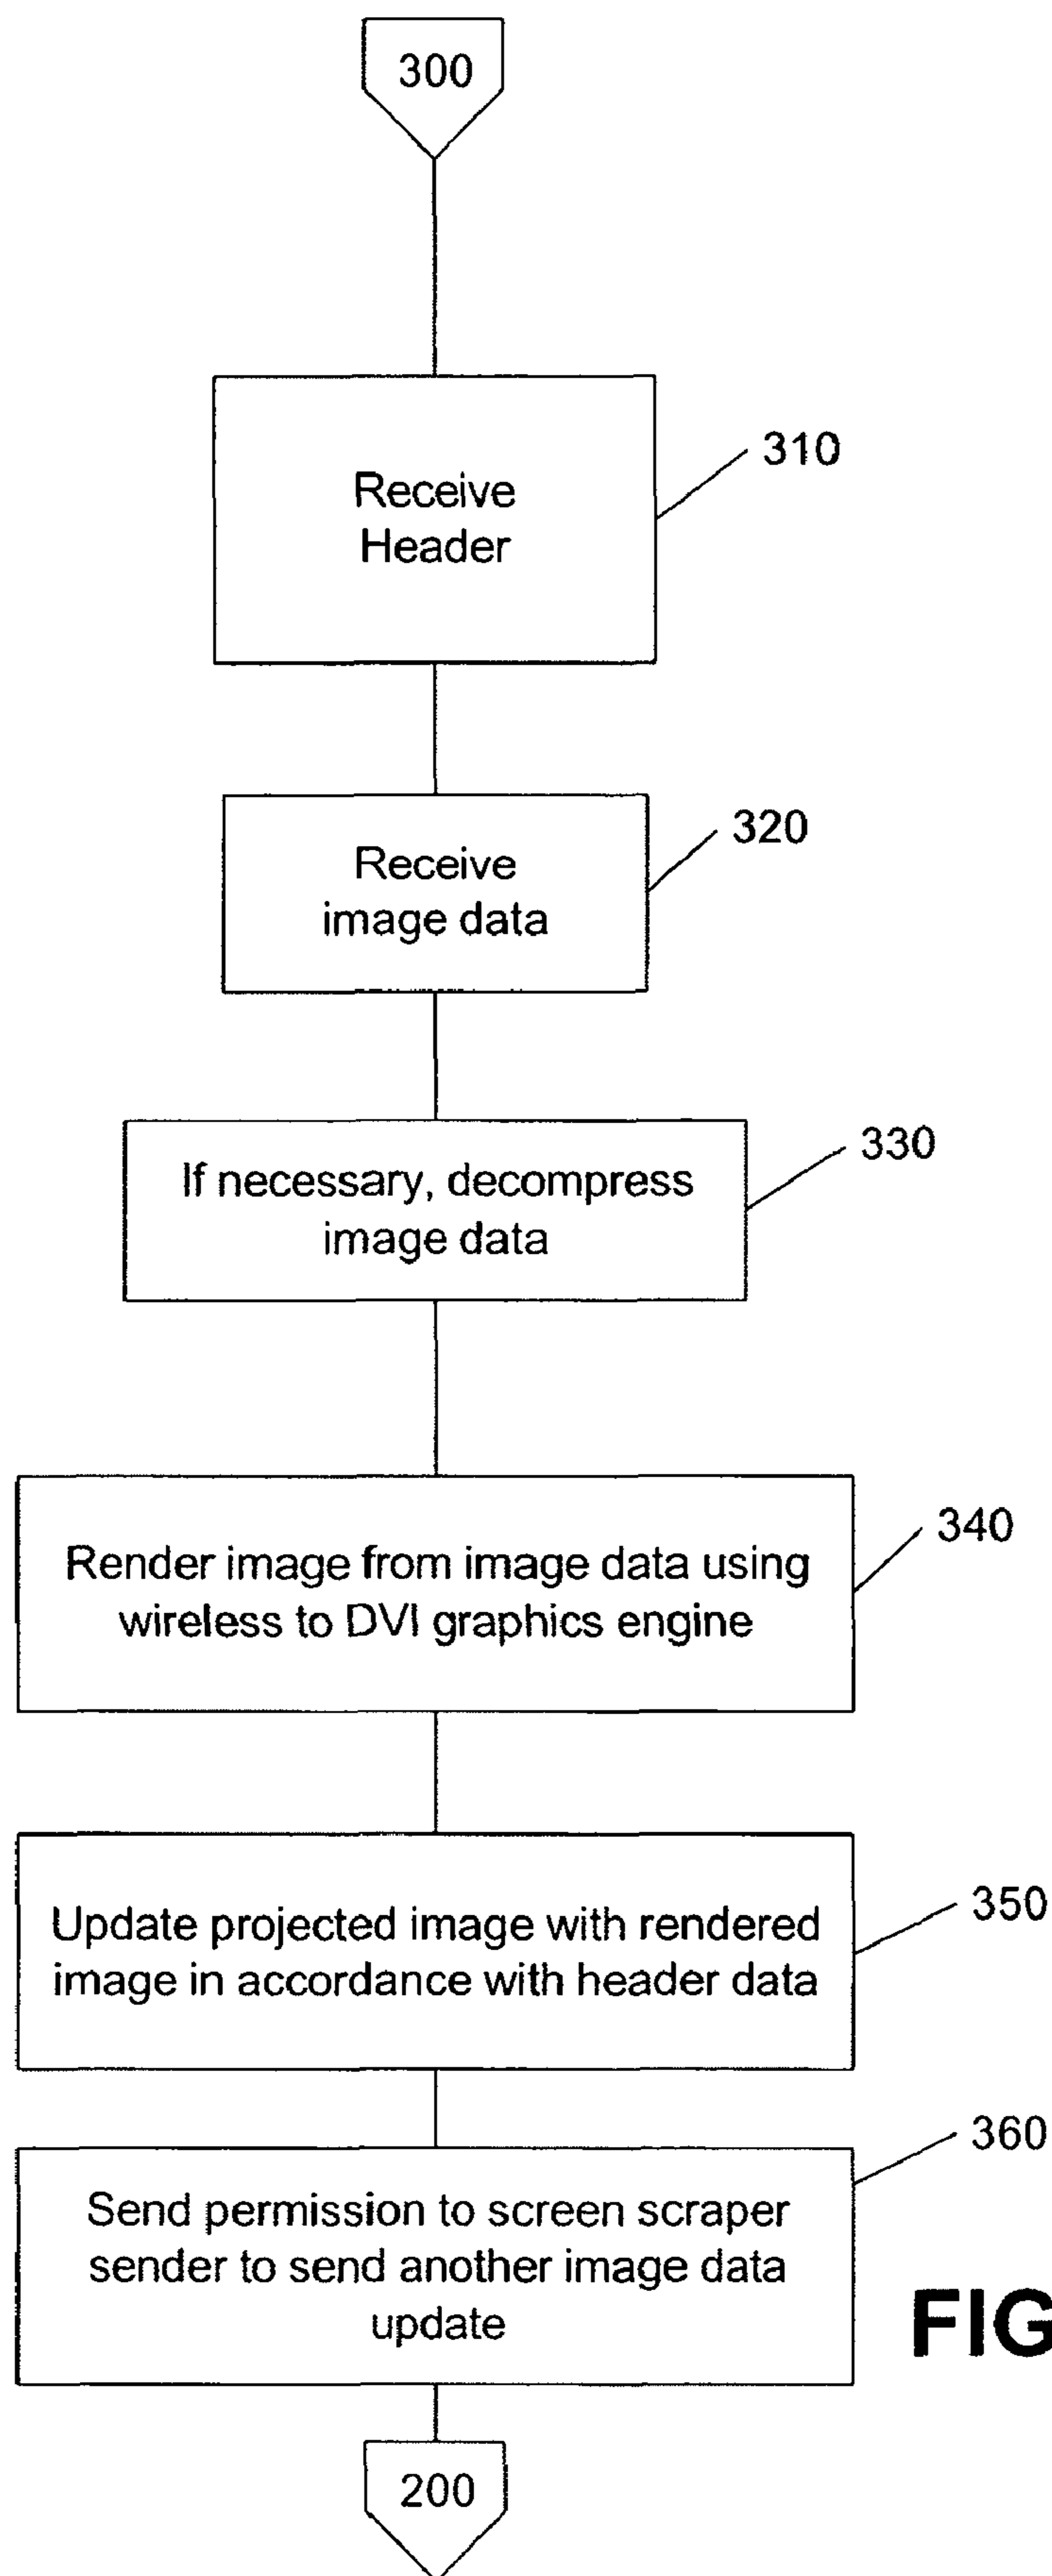 300
Receive
Header
310
Receive
image data
320
If necessary, decompress
image data
330
Render image from image data using
wireless to DVI graphics engine
340
Update projected image with rendered
image in accordance with header data
350
Send permission to screen scraper
sender to send another image data
update
360
FIG
200